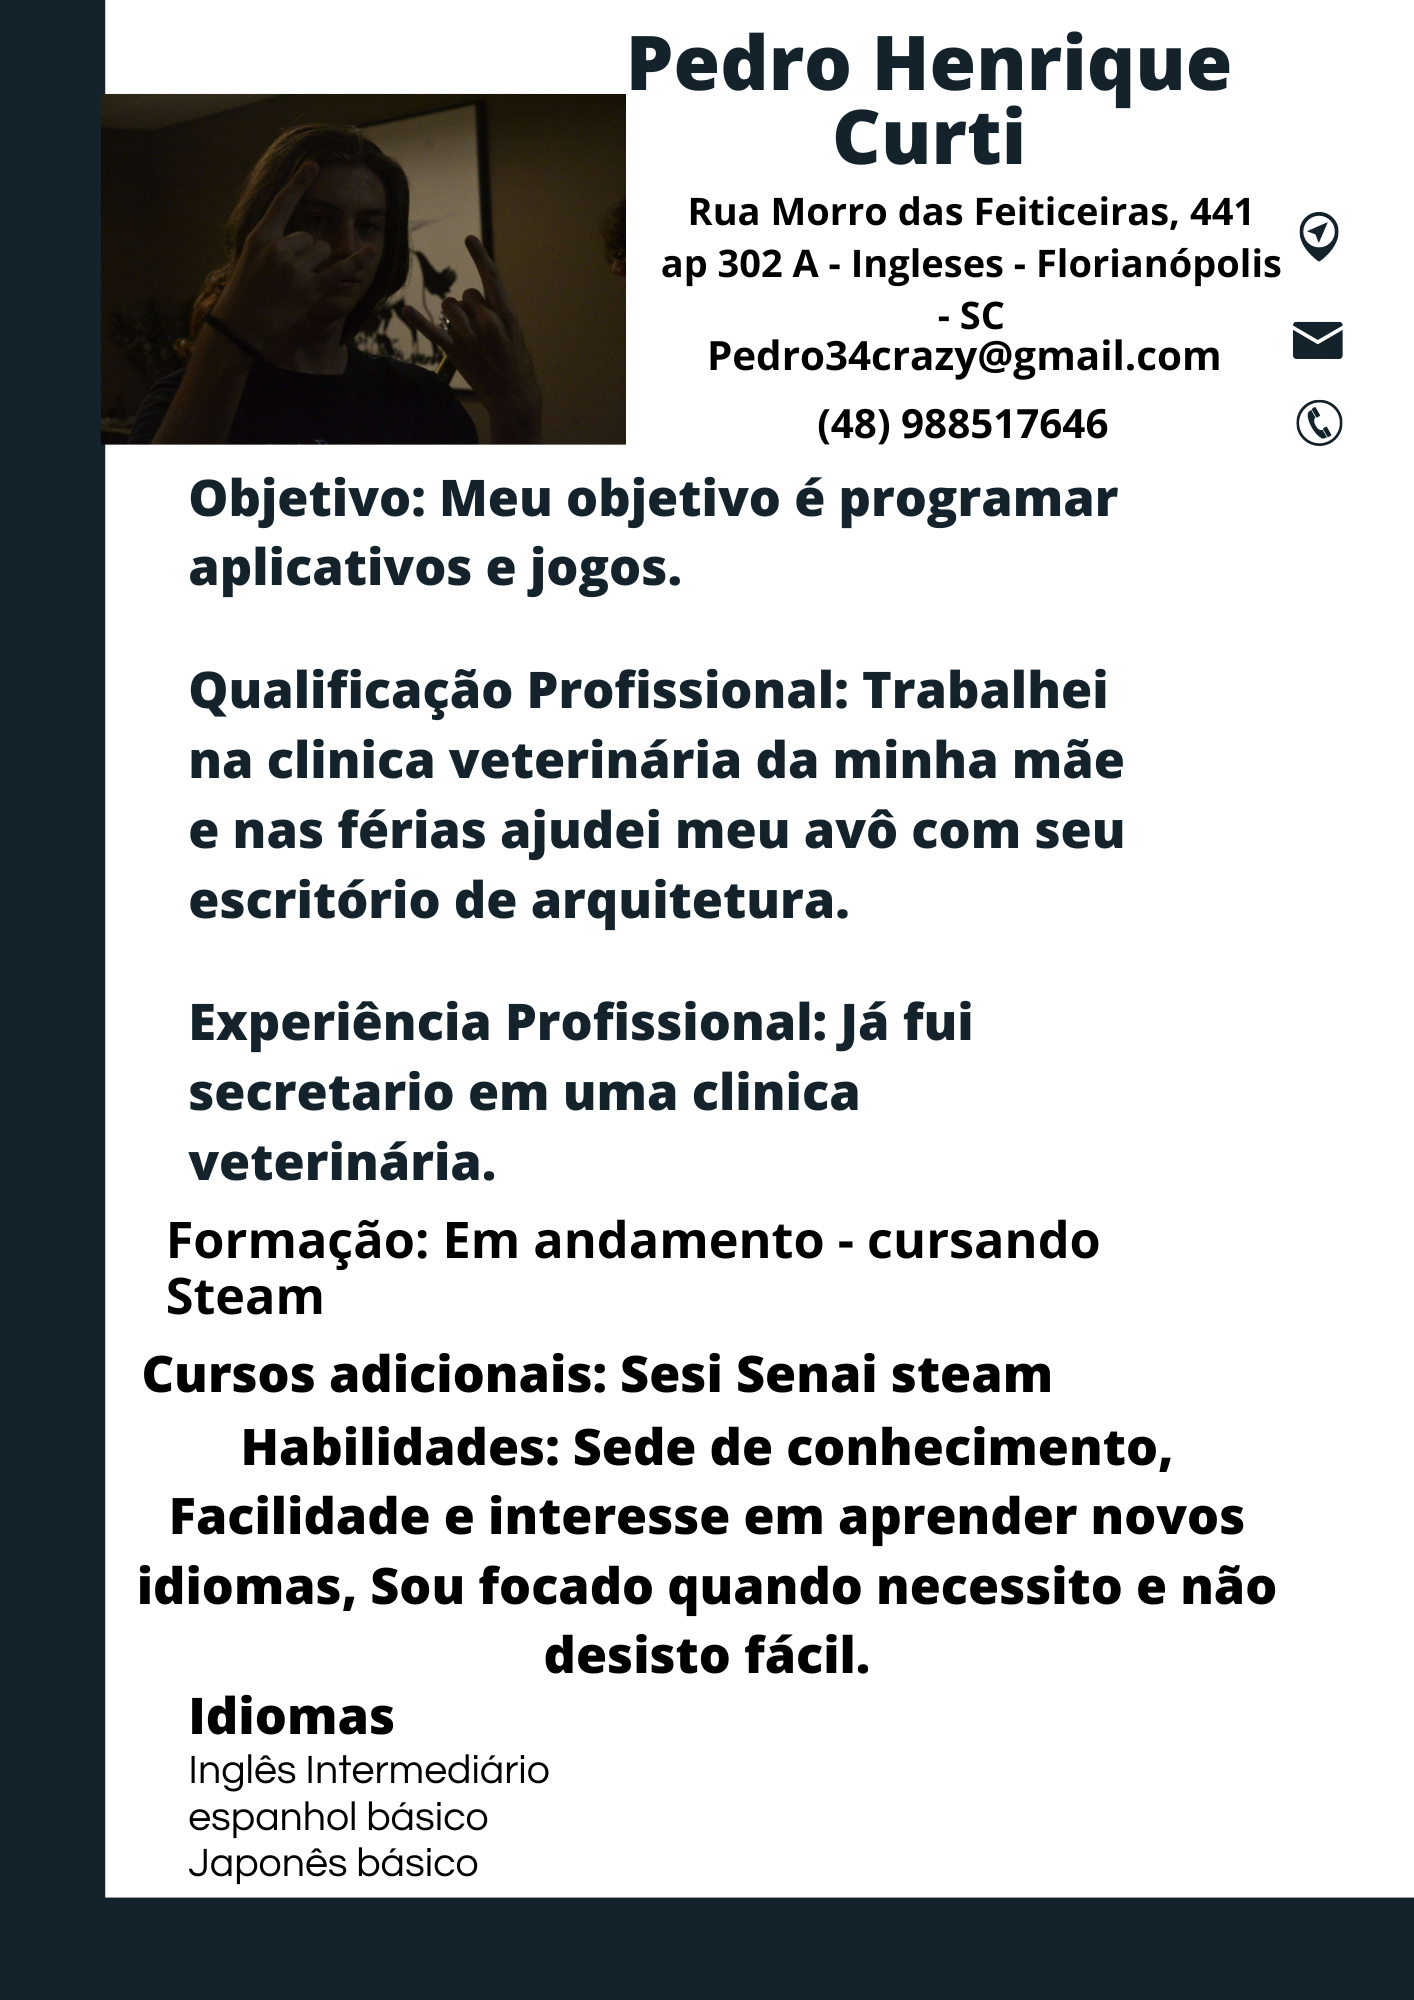 Pedro Henrique
Curti
Rua Morro das Feiticeiras, 441
ap 302 A - Ingleses - Florianópolis
- SC
Pedro34crazy@gmail.com
(48) 988517646
Objetivo: Meu objetivo é programar
aplicativos e jogos.
Qualificação Profissional: Trabalhei
na clinica veterinária da minha mãe
e nas férias ajudei meu avô com seu
escritório de arquitetura.
Experiência Profissional: Já fui
secretario em uma clinica
veterinária.
Formação: Em andamento - cursando
Steam
Cursos adicionais: Sesi Senai steam
Habilidades: Sede de conhecimento,
Facilidade e interesse em aprender novos
idiomas, Sou focado quando necessito e não
desisto fácil.
Idiomas
Inglês Intermediário
espanhol básico
Japonês básico